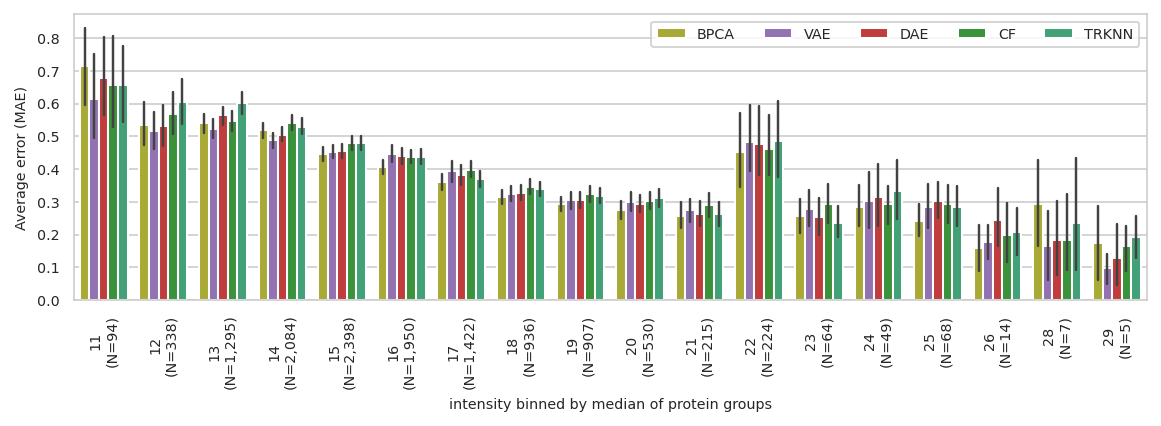 BPCA VAE DAE CF TRKNN
Average error (MAE)
0.8
0.7
0.6
0.5
0.4
0.3
0.2
0.1
0.0
11
(N=94)
12
(N=338)
13
(N=1,295)
14
(N=2,084)
15
(N=2,398)
16
(N=1,950)
17
(N=1,422)
18
(N=936)
19
(N=907)
20
(N=530)
21
(N=215)
22
(N=224)
23
(N=64)
24
(N=49)
25
(N=68)
26
(N=14)
28
(N=7)
29
(N=5)
intensity binned by median of protein groups